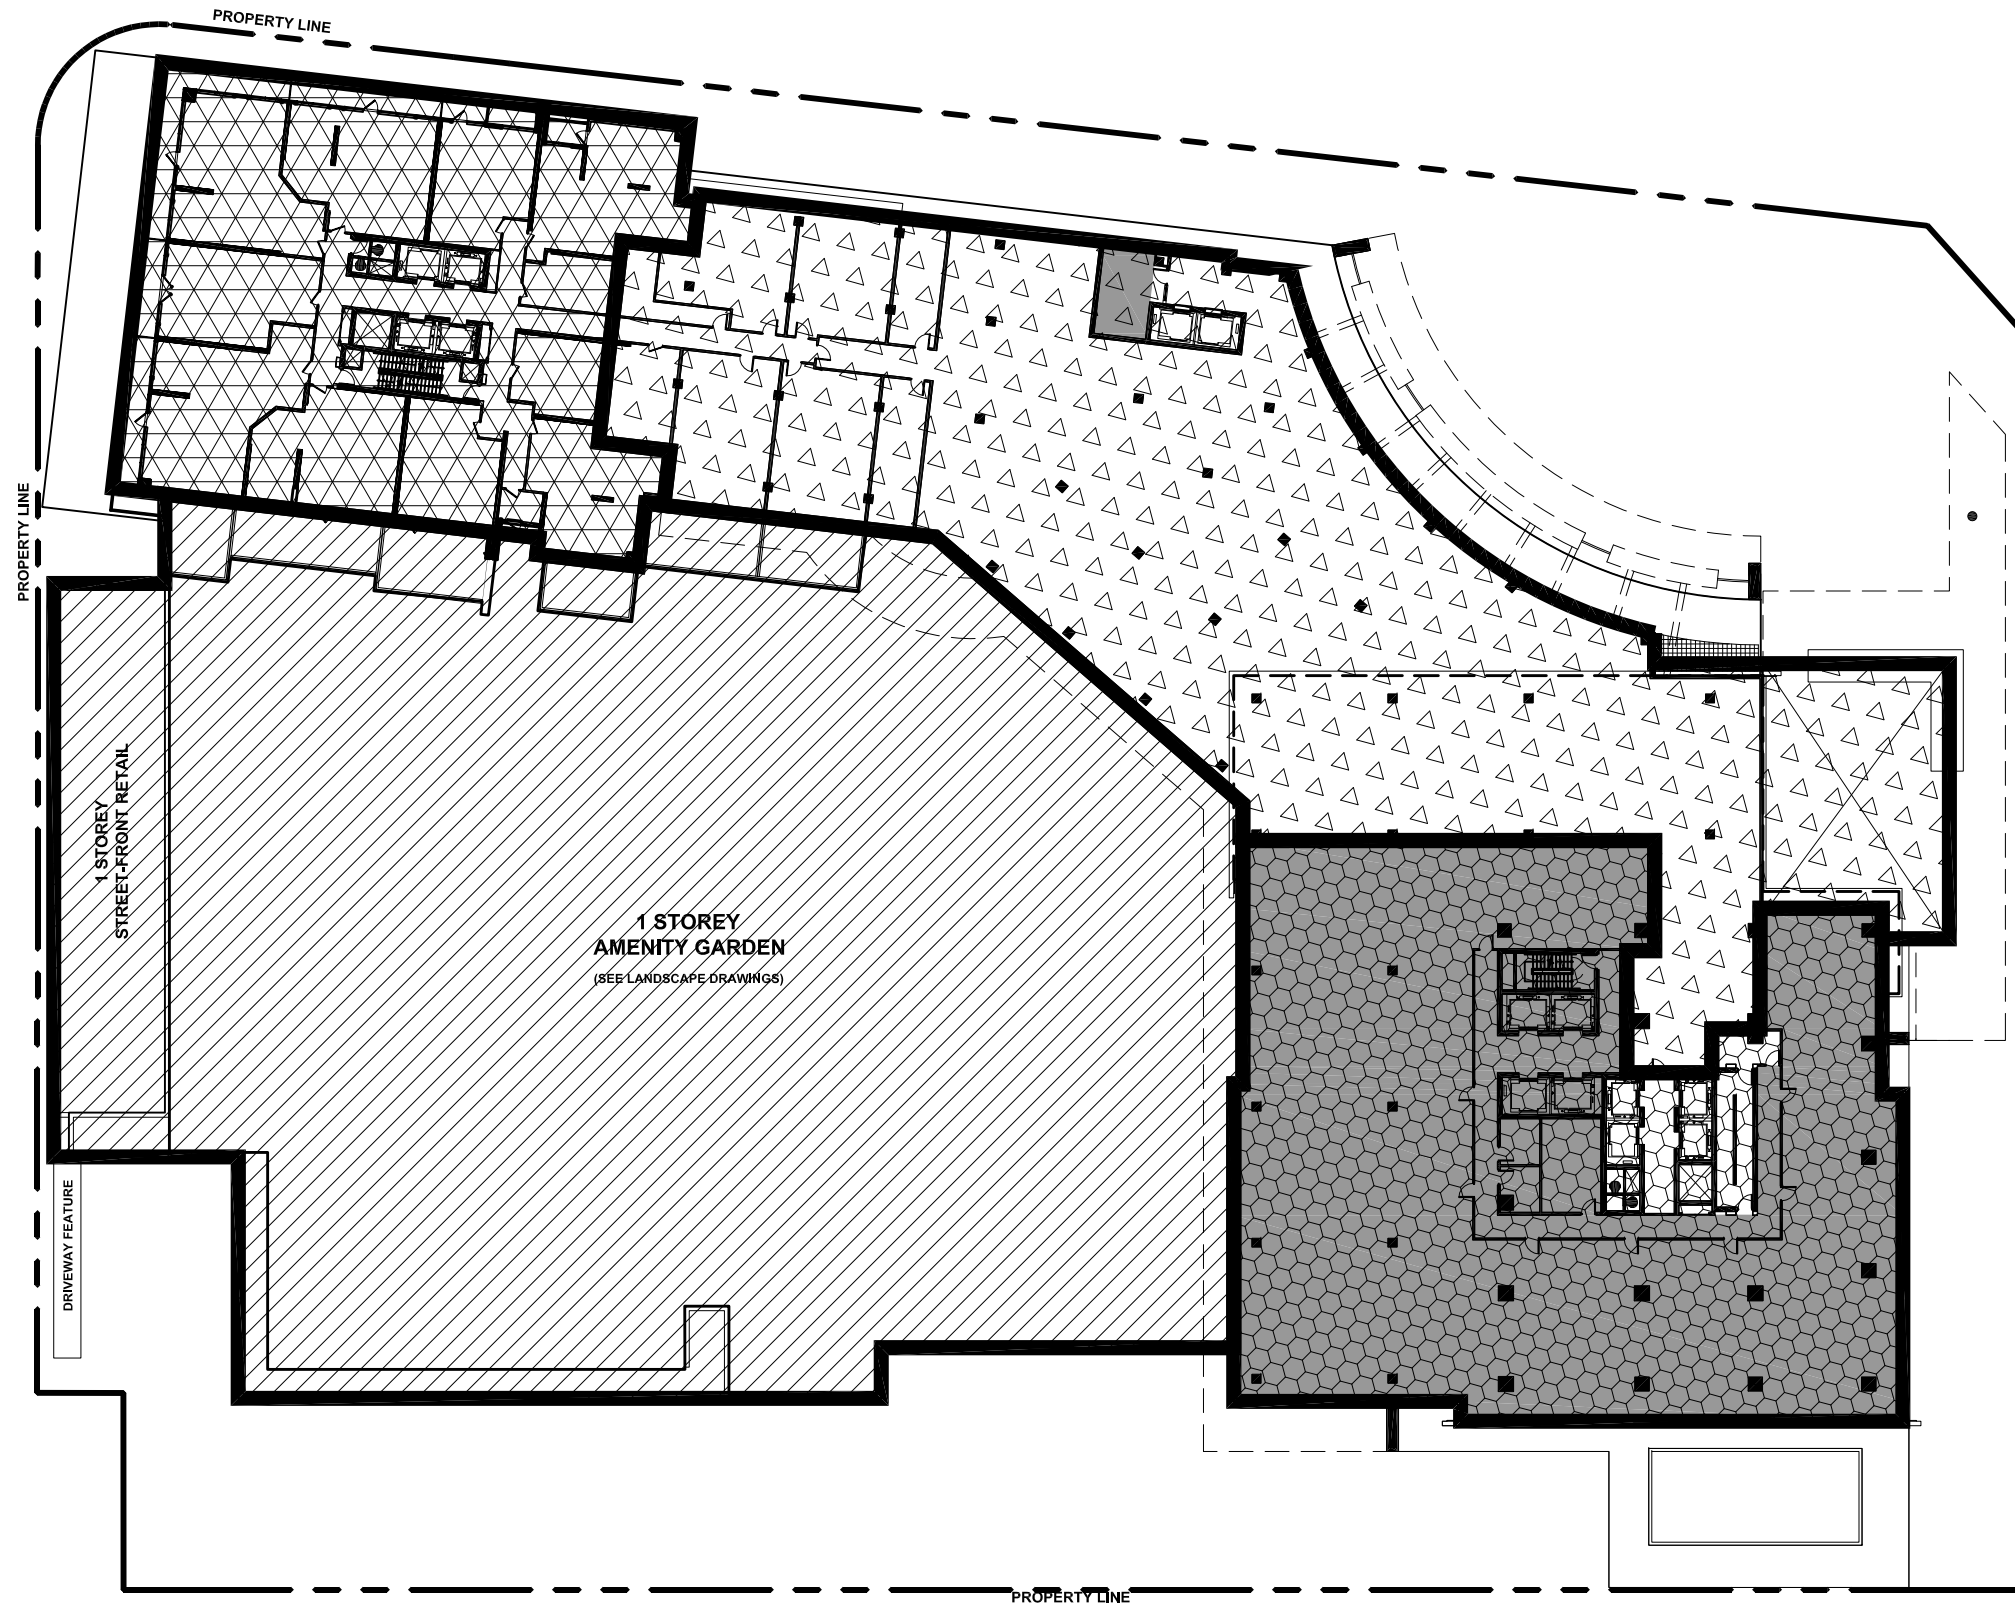 PROPERTY LINE
PROPERTY LINE
1 STOREY
STREET-FRONT RETAIL
1 STOREY
AMENITY GARDEN
(SEE LANDSCAPE DRAWINGS)
DRIVEWAY FEATURE
PROPERTY LINE